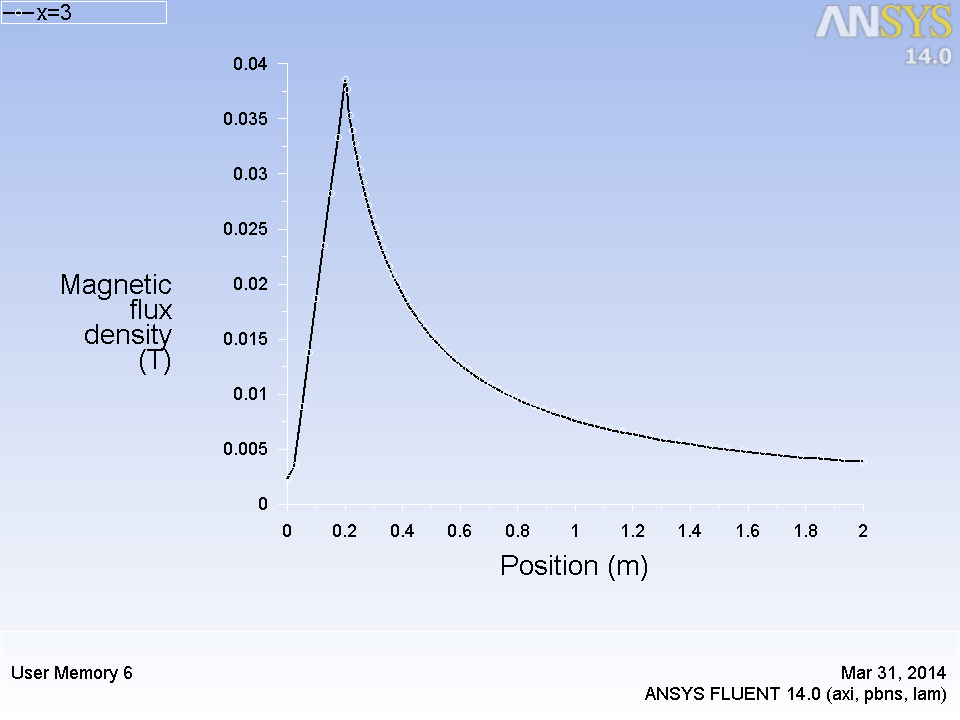 x=3
ANSYS
14.0
0.04
0.035
0.03
0.025
0.02
0.015
0.01
0.005
0
Magnetic
flux
density
(T)
0 0.2 0.4 0.6 0.8 1 1.2 1.4 1.6 1.8 2
Position (m)
User Memory 6
Mar 31, 2014
ANSYS FLUENT 14.0 (axi, pbns, lam)